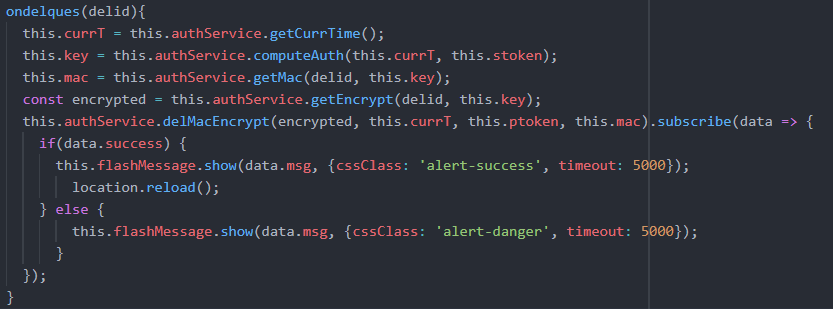 ondelques(delid){
  this.currT = this.authService.getCurrTime();
  this.key = this.authService.computeAuth(this.currT, this.stoken);
  this.mac = this.authService.getMac(delid, this.key);
  const encrypted = this.authService.getEncrypt(delid, this.key);
  this.authService.delMacEncrypt(encrypted, this.currT, this.ptoken, this.mac).subscribe(data => {
    if(data.success) {
      this.flashMessage.show(data.msg, {cssClass: 'alert-success', timeout: 5000});
        location.reload();
    } else {
        this.flashMessage.show(data.msg, {cssClass: 'alert-danger', timeout: 5000});
      }
  });
}